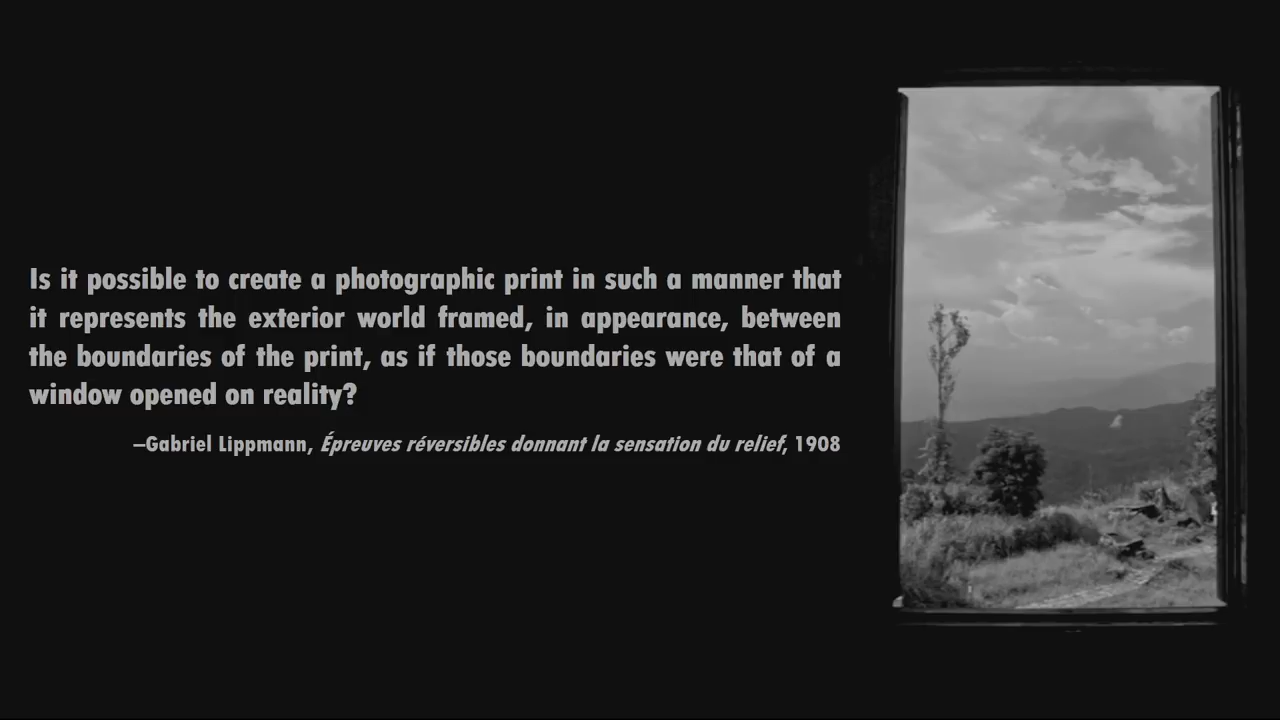 Is it possible to create a photographic print in such a manner that
it represents the exterior world framed, in appearance, between
the boundaries of the print, as if those boundaries were that of a
window opened on reality?
–Gabriel Lippmann, Épreuves réversibles donnant la sensation du relief, 1908